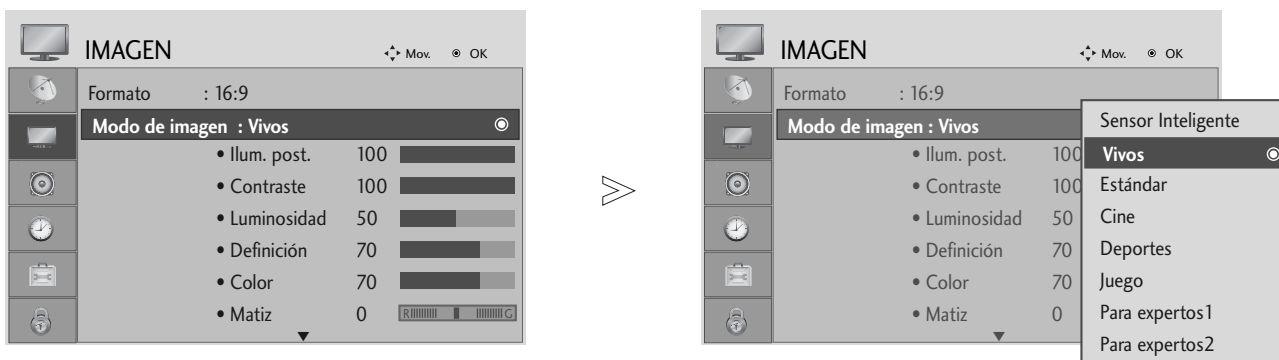 IMAGEN Mov. OK
Formato : 16:9
Modo de imagen : Vivos
• Ilum. post. 100
• Contraste 100
• Luminosidad 50
• Definición 70
• Color 70
• Matiz 0 R G
IMAGEN Mov. OK
Formato : 16:9
Modo de imagen : Vivos
• Ilum. post. 100
• Contraste 100
• Luminosidad 50
• Definición 70
• Color 70
• Matiz 0
Sensor Inteligente
Vivos
Estándar
Cine
Deportes
Juego
Para expertos1
Para expertos2